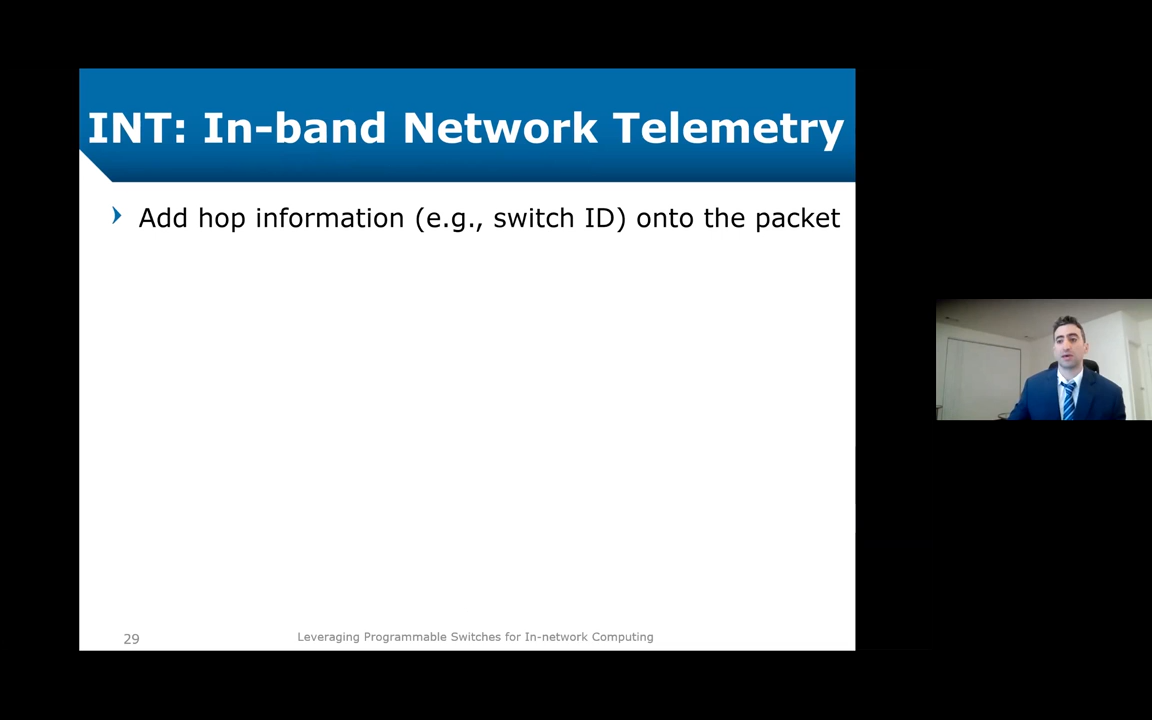 INT: In-band Network Telemetry
Add hop information (e.g., switch ID) onto the packet
29
Leveraging Programmable Switches for In-network Computing